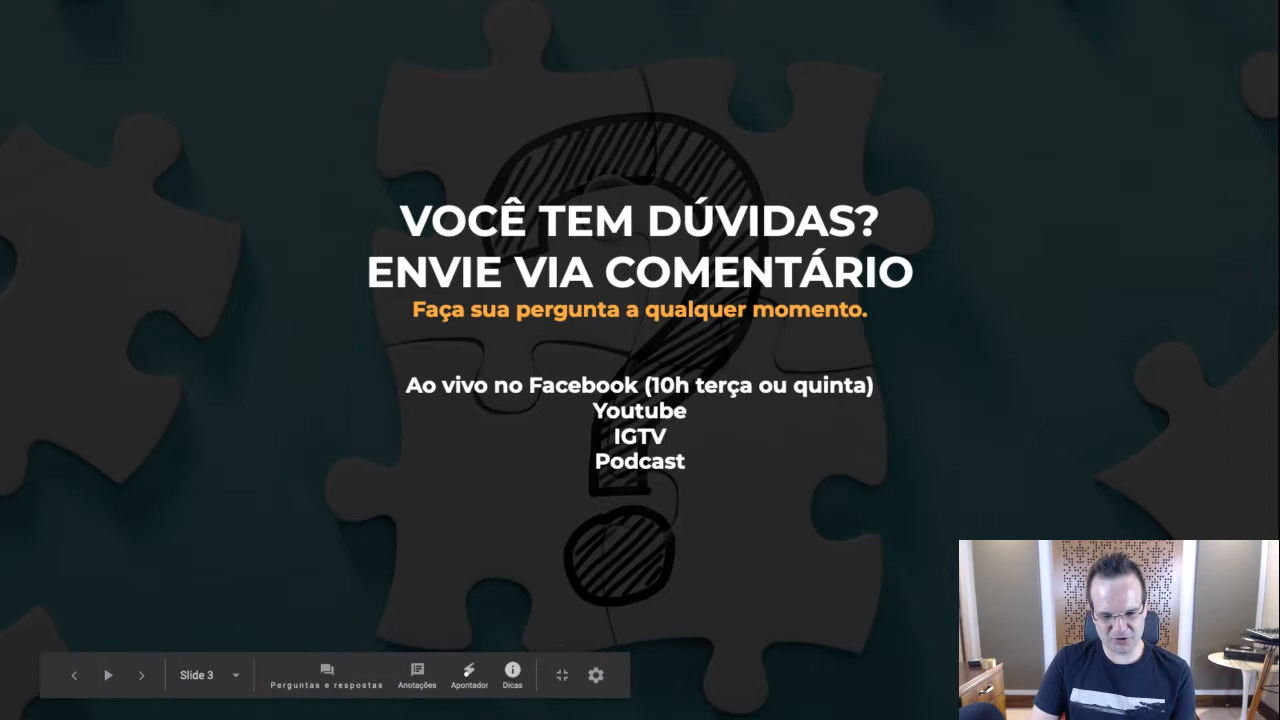 VOCÊ TEM DÚVIDAS?
ENVIE VIA COMENTÁRIO
Faça sua pergunta a qualquer momento.
Ao vivo no Facebook (10h terça ou quinta)
Youtube
IGTV
Podcast
Slide 3
Perguntas e respostas
Anotações
Apontador
Dicas